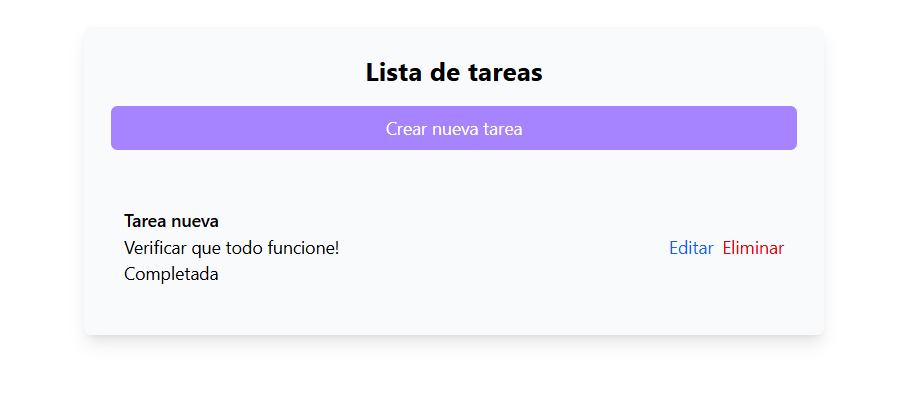 Lista de tareas
Crear nueva tarea
Tarea nueva
Verificar que todo funcione!
Editar Eliminar
Completada